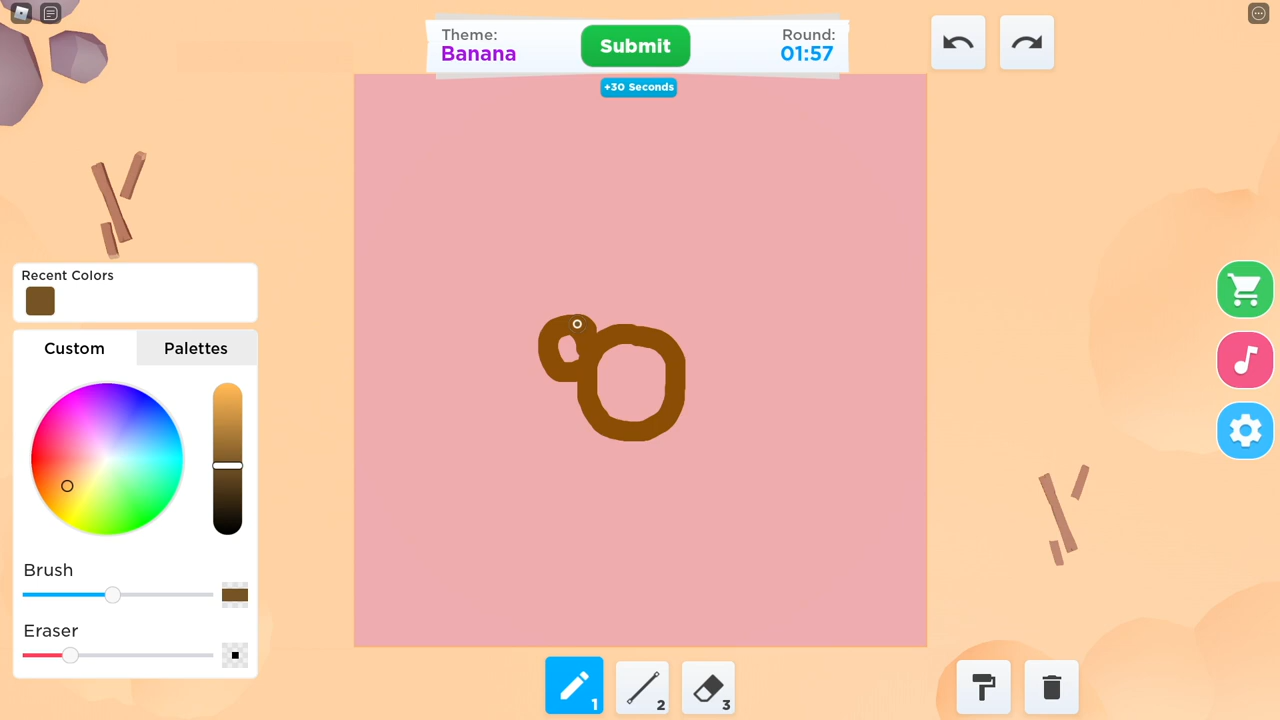 Theme:
Banana
Submit
Round:
01:57
+30 Seconds
Recent Colors
Custom
Palettes
Brush
Eraser
1
2
3